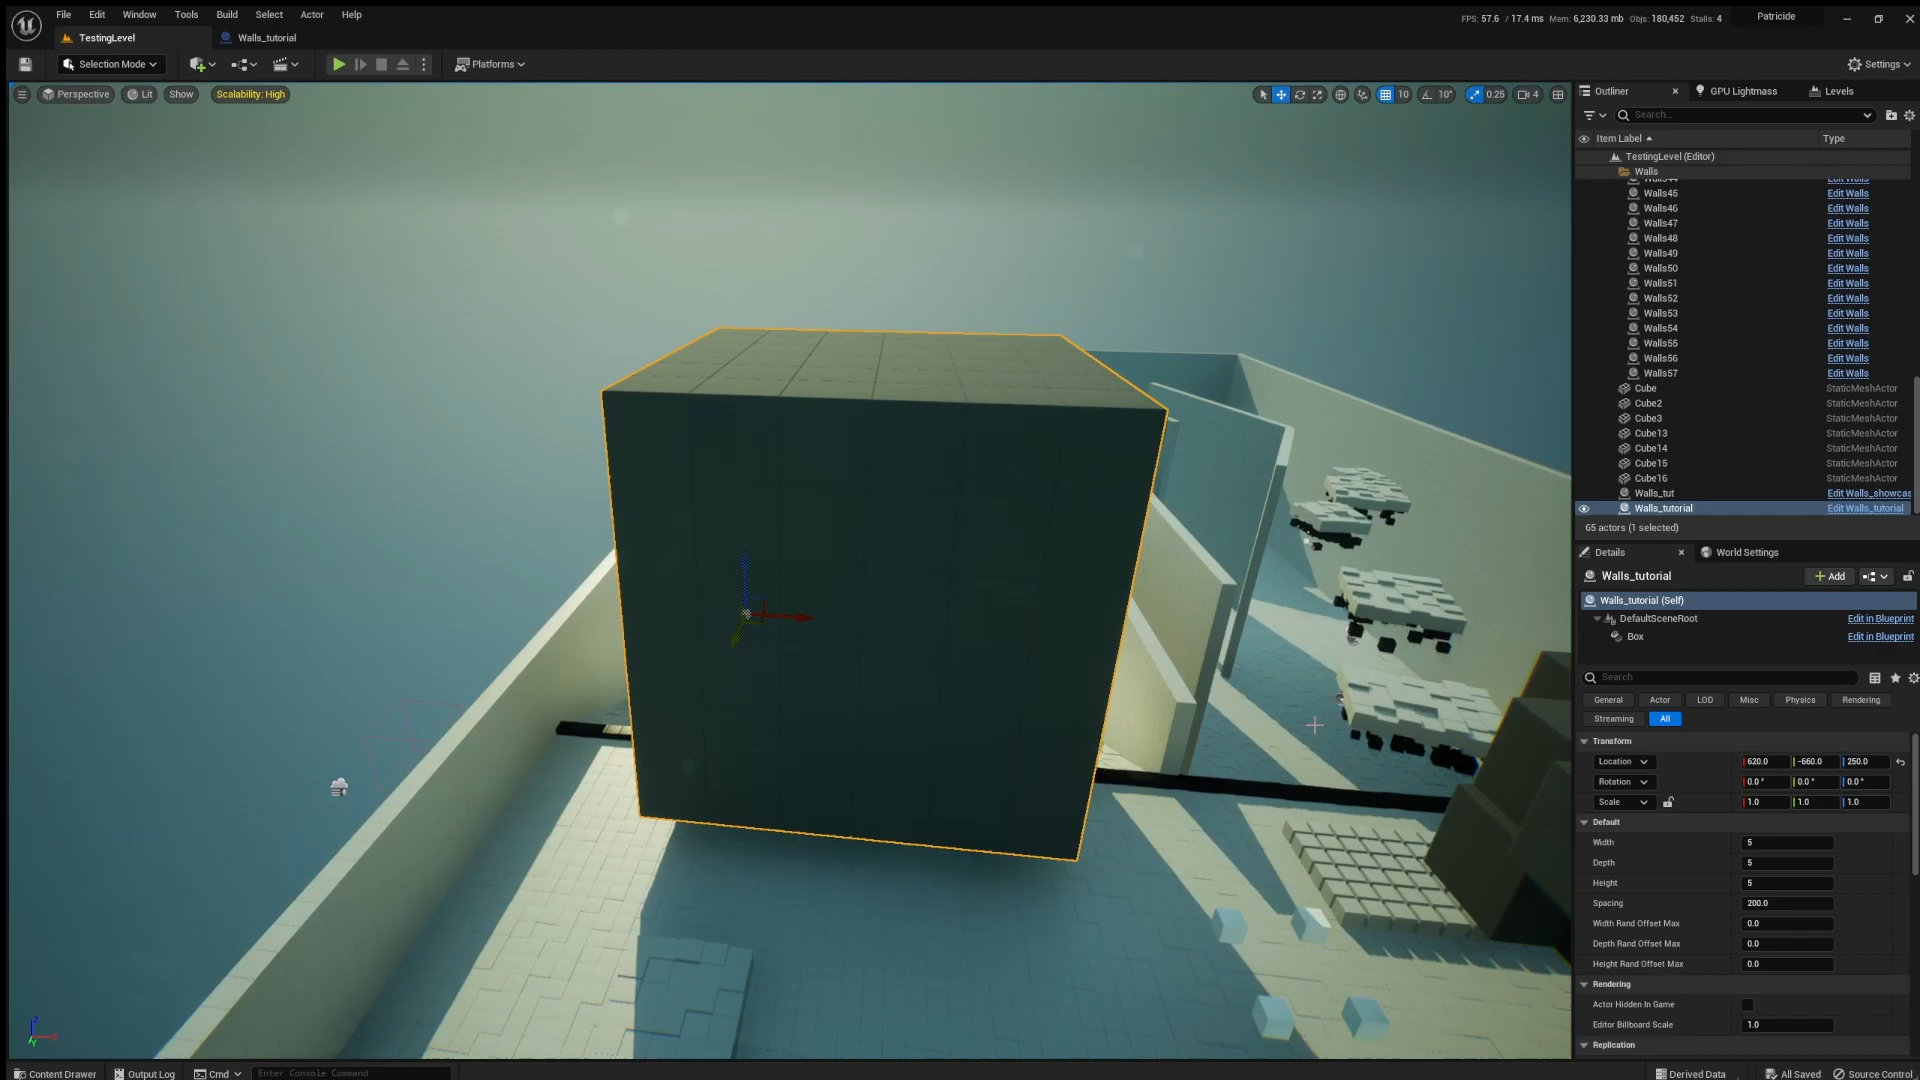 File Edit Window Tools Build Select Actor Help
FPS: 57.6 / 17.4 ms Mem: 6,230.33 mb Objs: 180,452 Stalls: 4 Patricide
TestingLevel Walls_tutorial
Selection Mode Platforms Settings
Perspective Lit Show Scalability: High 10 10° 0.25 4
Outliner GPU Lightmass Levels
Search...
Item Label Type
TestingLevel (Editor)
Walls
Walls44 Edit Walls
Walls45 Edit Walls
Walls46 Edit Walls
Walls47 Edit Walls
Walls48 Edit Walls
Walls49 Edit Walls
Walls50 Edit Walls
Walls51 Edit Walls
Walls52 Edit Walls
Walls53 Edit Walls
Walls54 Edit Walls
Walls55 Edit Walls
Walls56 Edit Walls
Walls57 Edit Walls
Cube StaticMeshActor
Cube2 StaticMeshActor
Cube3 StaticMeshActor
Cube13 StaticMeshActor
Cube14 StaticMeshActor
Cube15 StaticMeshActor
Cube16 StaticMeshActor
Walls_tut Edit Walls_showcas
Walls_tutorial Edit Walls_tutorial
65 actors (1 selected)
Details World Settings
Walls_tutorial Add
Walls_tutorial (Self)
DefaultSceneRoot Edit in Blueprint
Box Edit in Blueprint
Search
General Actor LOD Misc Physics Rendering
Streaming All
Transform
Location 620.0 -660.0 250.0
Rotation 0.0 ° 0.0 ° 0.0 °
Scale 1.0 1.0 1.0
Default
Width 5
Depth 5
Height 5
Spacing 200.0
Width Rand Offset Max 0.0
Depth Rand Offset Max 0.0
Height Rand Offset Max 0.0
Rendering
Actor Hidden In Game
Editor Billboard Scale 1.0
Replication
Z
Content Drawer Output Log Cmd Enter Console Command Derived Data All Saved Source Control